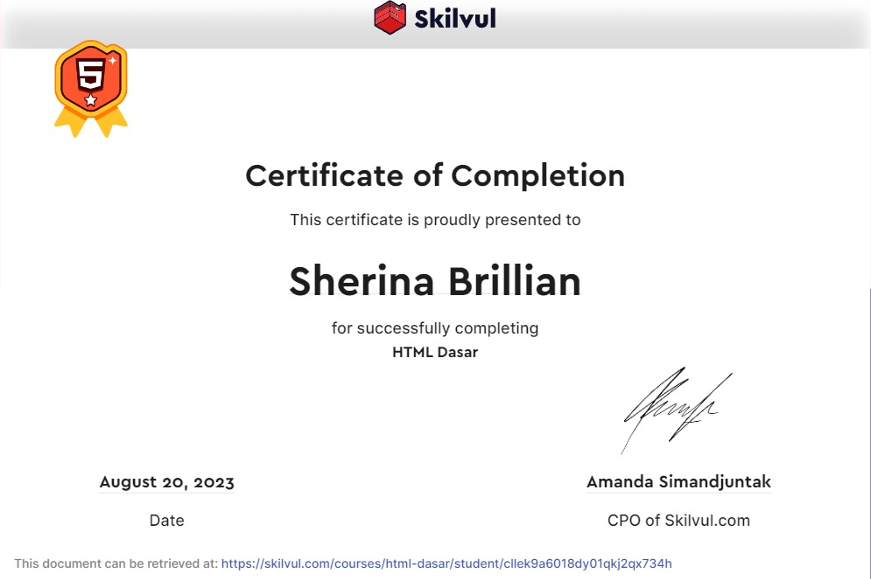 Skilvul
5
Certificate of Completion
This certificate is proudly presented to
Sherina Brillian
for successfully completing
HTML Dasar
August 20, 2023
Amanda Simandjuntak
Date
CPO of Skilvul.com
This document can be retrieved at: https://skilvul.com/courses/html-dasar/student/cllek9a6018dy01qkj2qx734h